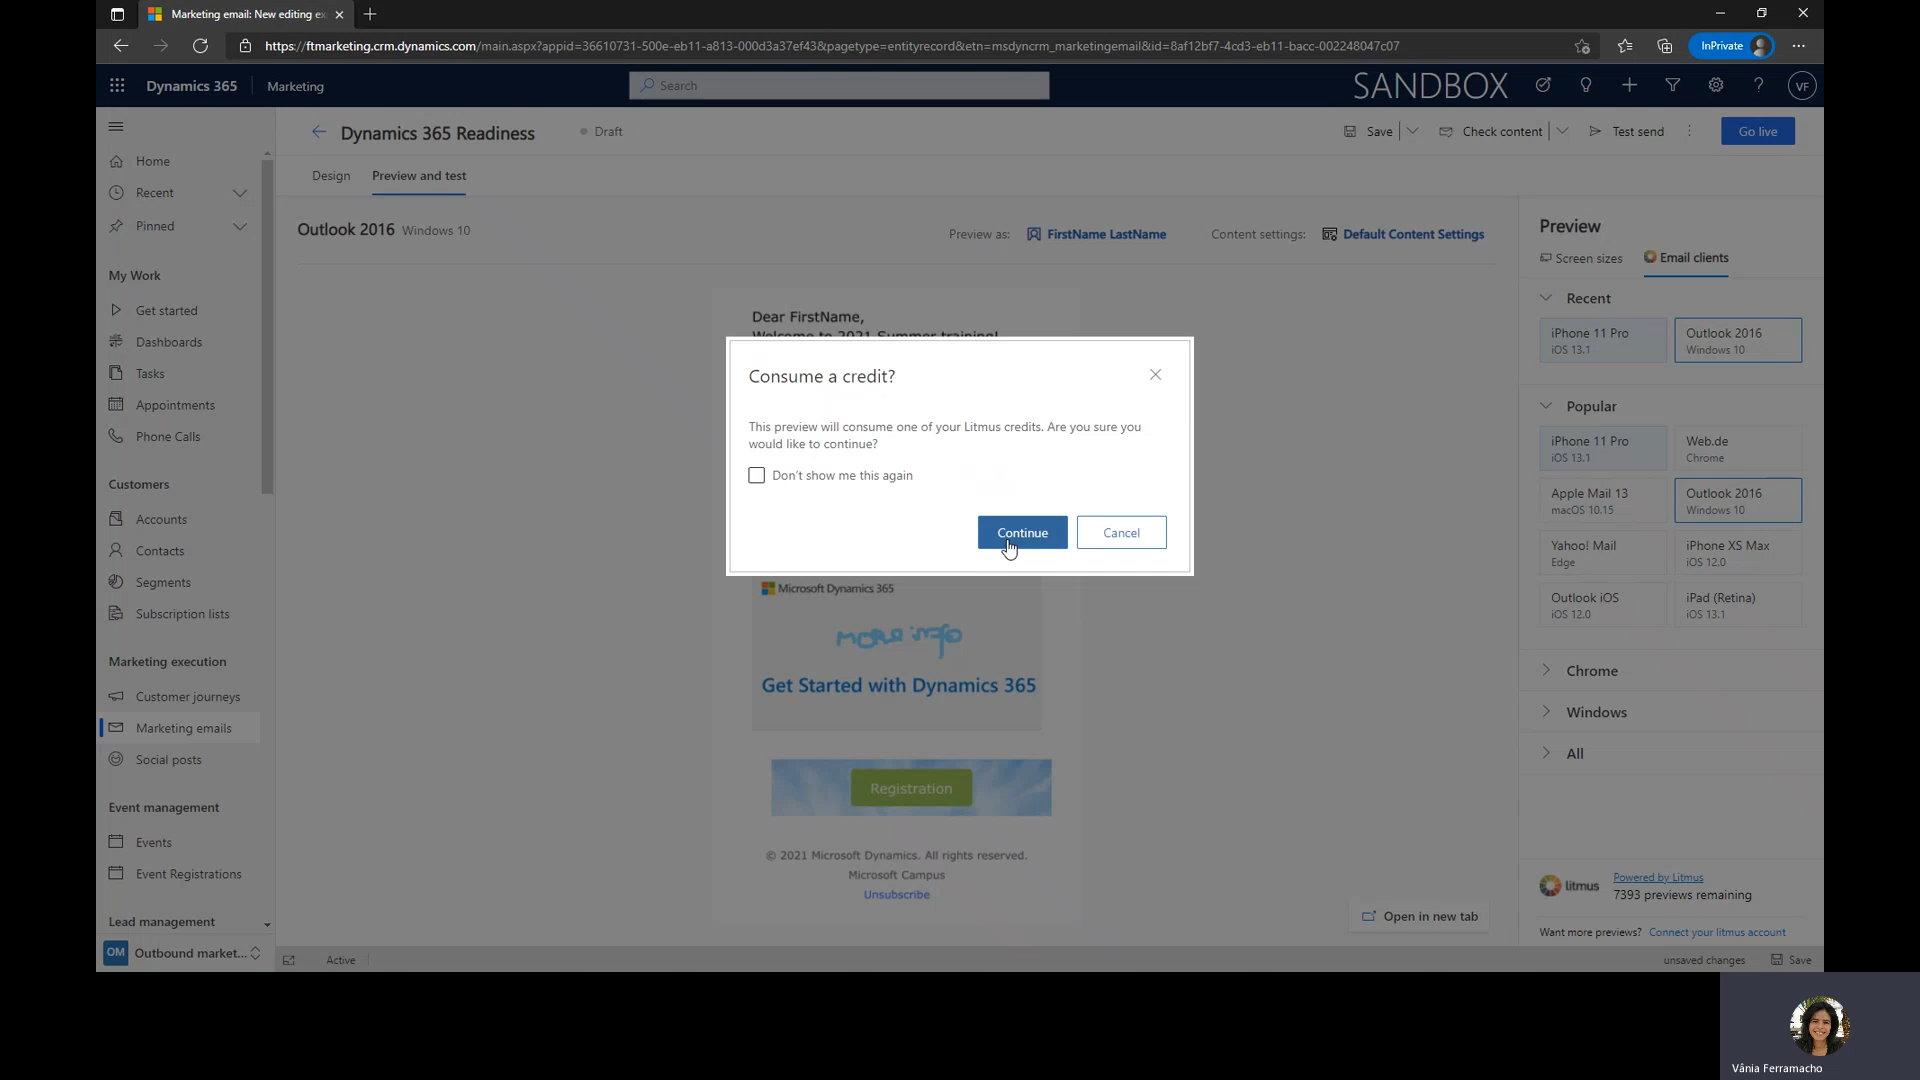 Marketing email: New editing ex
https://ftmarketing.crm.dynamics.com/main.aspx?appid=36610731-500e-eb11-a813-000d3a37ef43&pagetype=entityrecord&etn=msdyncrm_marketingemail&id=8af12bf7-4cd3-eb11-bacc-002248047c07
InPrivate
Dynamics 365
Marketing
Search
SANDBOX
VF
Dynamics 365 Readiness
Draft
Save
Check content
Test send
Go live
Home
Recent
Pinned
My Work
Get started
Dashboards
Tasks
Appointments
Phone Calls
Customers
Accounts
Contacts
Segments
Subscription lists
Marketing execution
Customer journeys
Marketing emails
Social posts
Event management
Events
Event Registrations
Lead management
OM Outbound market...
Design
Preview and test
Outlook 2016 Windows 10
Preview as: FirstName LastName
Content settings: Default Content Settings
Dear FirstName,
Welcome to 2021 Summer training!
Consume a credit?
This preview will consume one of your Litmus credits. Are you sure you
would like to continue?
Don't show me this again
Continue
Cancel
Microsoft Dynamics 365
more info
Get Started with Dynamics 365
Registration
© 2021 Microsoft Dynamics. All rights reserved.
Microsoft Campus
Unsubscribe
Open in new tab
Preview
Screen sizes
Email clients
Recent
iPhone 11 Pro
iOS 13.1
Outlook 2016
Windows 10
Popular
iPhone 11 Pro
iOS 13.1
Web.de
Chrome
Apple Mail 13
macOS 10.15
Outlook 2016
Windows 10
Yahoo! Mail
Edge
iPhone XS Max
iOS 12.0
Outlook iOS
iOS 12.0
iPad (Retina)
iOS 13.1
Chrome
Windows
All
litmus
Powered by Litmus
7393 previews remaining
Want more previews? Connect your litmus account
Active
unsaved changes
Save
Vânia Ferramacho